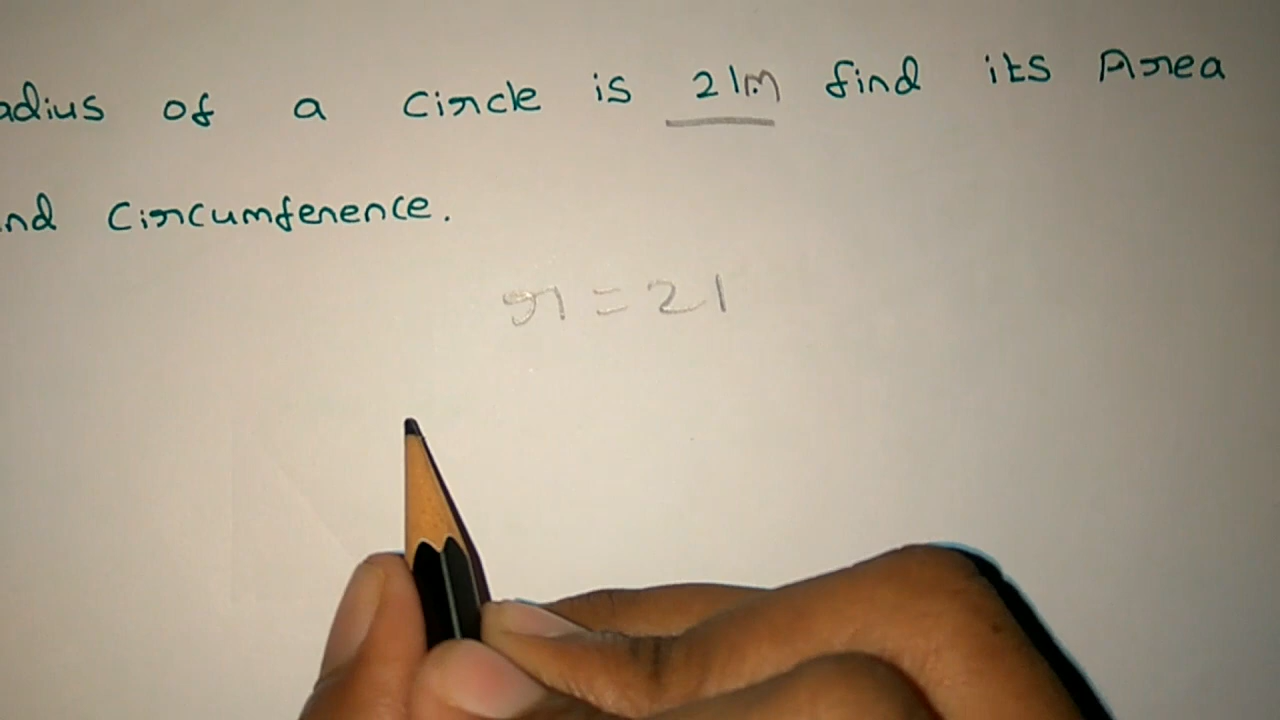 adius of a Circle is 21M find its Area
nd Circumference.
r = 21